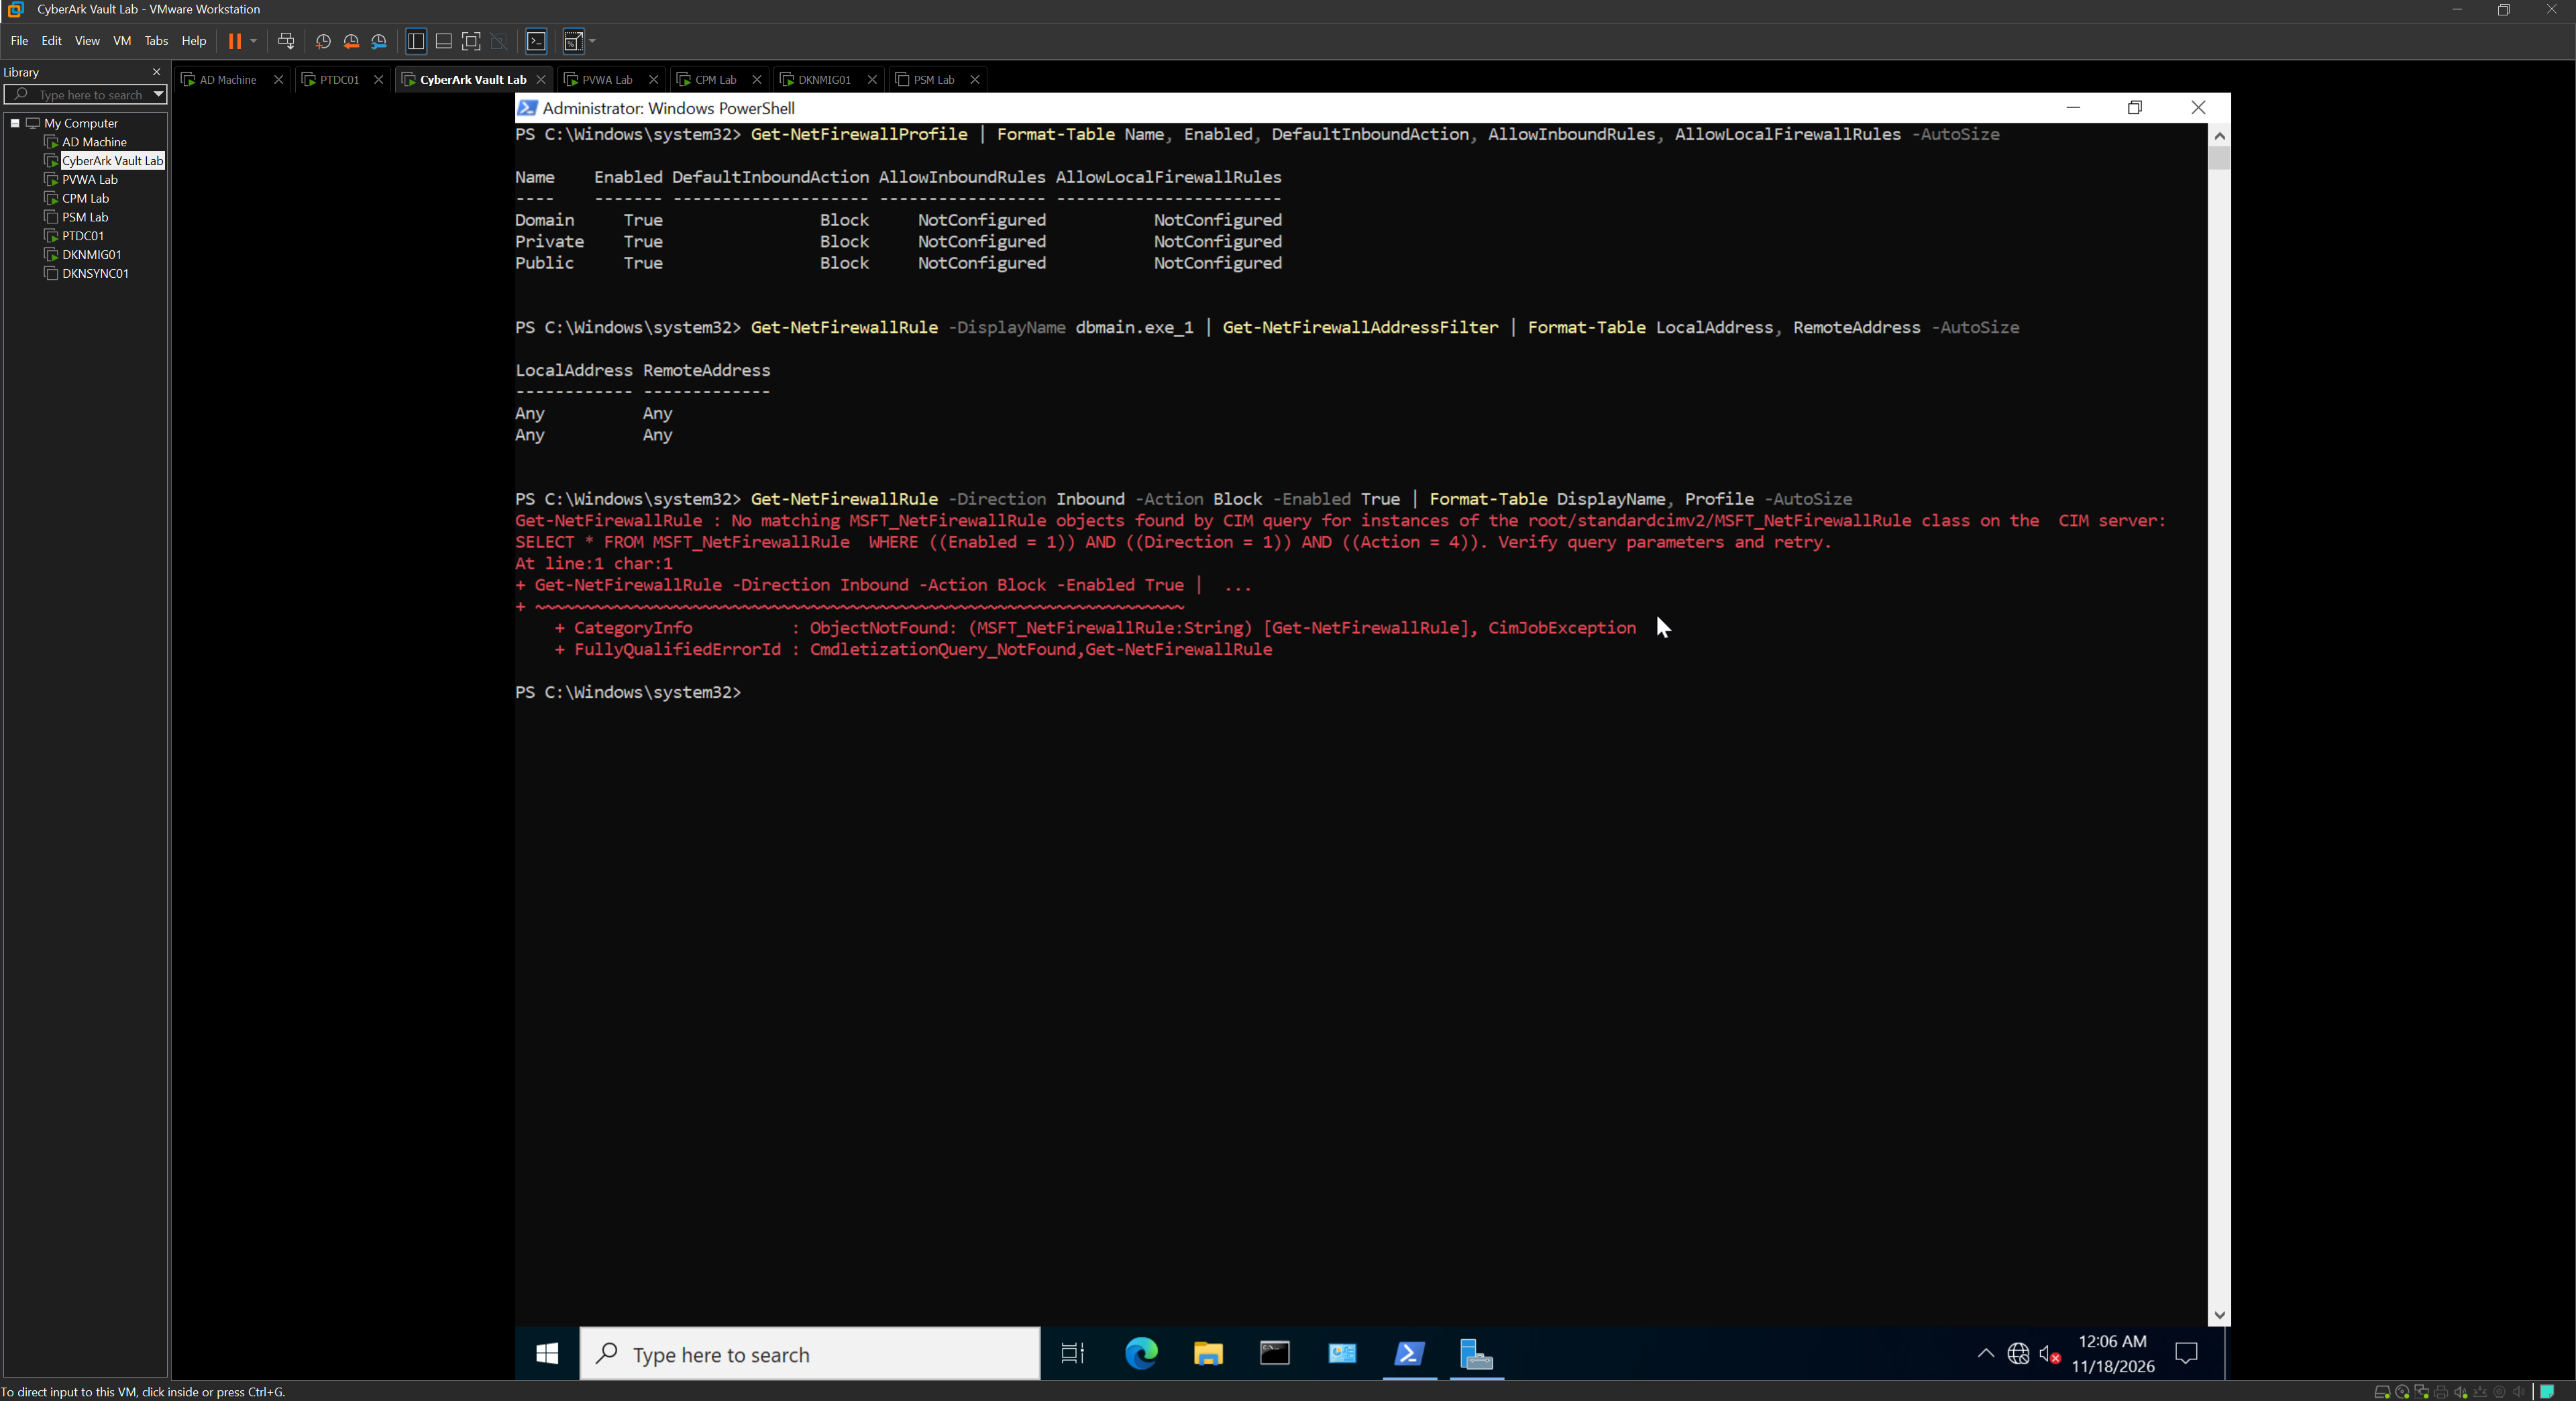 CyberArk Vault Lab - VMware Workstation
File Edit View VM Tabs Help
Library
Type here to search
My Computer
AD Machine
CyberArk Vault Lab
PVWA Lab
CPM Lab
PSM Lab
PTDC01
DKNMIG01
DKNSYNC01
AD Machine PTDC01 CyberArk Vault Lab PVWA Lab CPM Lab DKNMIG01 PSM Lab
Administrator: Windows PowerShell
PS C:\Windows\system32> Get-NetFirewallProfile | Format-Table Name, Enabled, DefaultInboundAction, AllowInboundRules, AllowLocalFirewallRules -AutoSize
Name Enabled DefaultInboundAction AllowInboundRules AllowLocalFirewallRules
---- ------- -------------------- ----------------- -----------------------
Domain True Block NotConfigured NotConfigured
Private True Block NotConfigured NotConfigured
Public True Block NotConfigured NotConfigured
PS C:\Windows\system32> Get-NetFirewallRule -DisplayName dbmain.exe_1 | Get-NetFirewallAddressFilter | Format-Table LocalAddress, RemoteAddress -AutoSize
LocalAddress RemoteAddress
------------ -------------
Any Any
Any Any
PS C:\Windows\system32> Get-NetFirewallRule -Direction Inbound -Action Block -Enabled True | Format-Table DisplayName, Profile -AutoSize
Get-NetFirewallRule : No matching MSFT_NetFirewallRule objects found by CIM query for instances of the root/standardcimv2/MSFT_NetFirewallRule class on the  CIM server:
SELECT * FROM MSFT_NetFirewallRule  WHERE ((Enabled = 1)) AND ((Direction = 1)) AND ((Action = 4)). Verify query parameters and retry.
At line:1 char:1
+ Get-NetFirewallRule -Direction Inbound -Action Block -Enabled True |  ...
+ ~~~~~~~~~~~~~~~~~~~~~~~~~~~~~~~~~~~~~~~~~~~~~~~~~~~~~~~~~~~~~~~~~~
+ CategoryInfo : ObjectNotFound: (MSFT_NetFirewallRule:String) [Get-NetFirewallRule], CimJobException
+ FullyQualifiedErrorId : CmdletizationQuery_NotFound,Get-NetFirewallRule
PS C:\Windows\system32>
Type here to search
12:06 AM
11/18/2026
To direct input to this VM, click inside or press Ctrl+G.